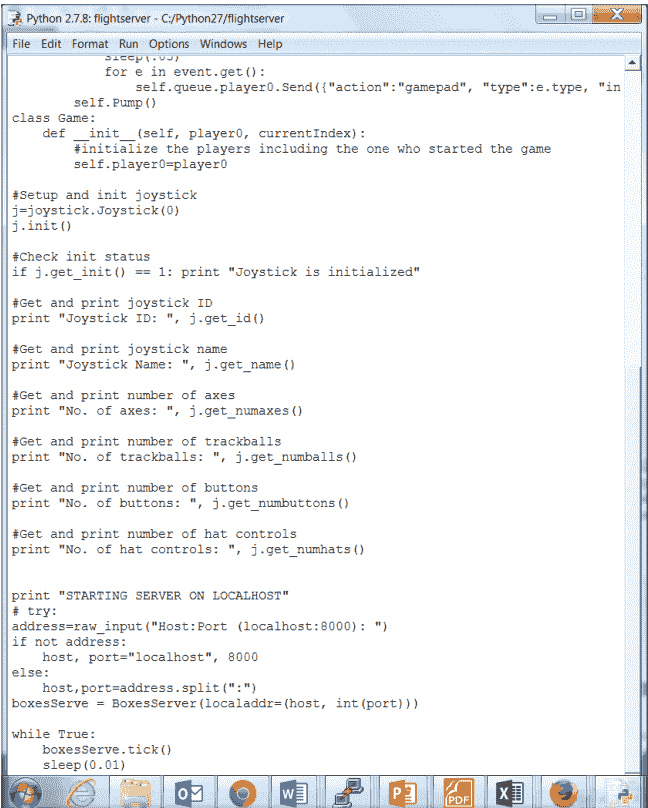 Python 2.7.8: flightserver - C:/Python27/flightserver
File Edit Format Run Options Windows Help
sleep(.05)
for e in event.get():
self.queue.player0.Send({"action":"gamepad", "type":e.type, "in
self.Pump()
class Game:
def __init__(self, player0, currentIndex):
#initialize the players including the one who started the game
self.player0=player0
#Setup and init joystick
j=joystick.Joystick(0)
j.init()
#Check init status
if j.get_init() == 1: print "Joystick is initialized"
#Get and print joystick ID
print "Joystick ID: ", j.get_id()
#Get and print joystick name
print "Joystick Name: ", j.get_name()
#Get and print number of axes
print "No. of axes: ", j.get_numaxes()
#Get and print number of trackballs
print "No. of trackballs: ", j.get_numballs()
#Get and print number of buttons
print "No. of buttons: ", j.get_numbuttons()
#Get and print number of hat controls
print "No. of hat controls: ", j.get_numhats()
print "STARTING SERVER ON LOCALHOST"
# try:
address=raw_input("Host:Port (localhost:8000): ")
if not address:
host, port="localhost", 8000
else:
host,port=address.split(":")
boxesServe = BoxesServer(localaddr=(host, int(port)))
while True:
boxesServe.tick()
sleep(0.01)
PDF